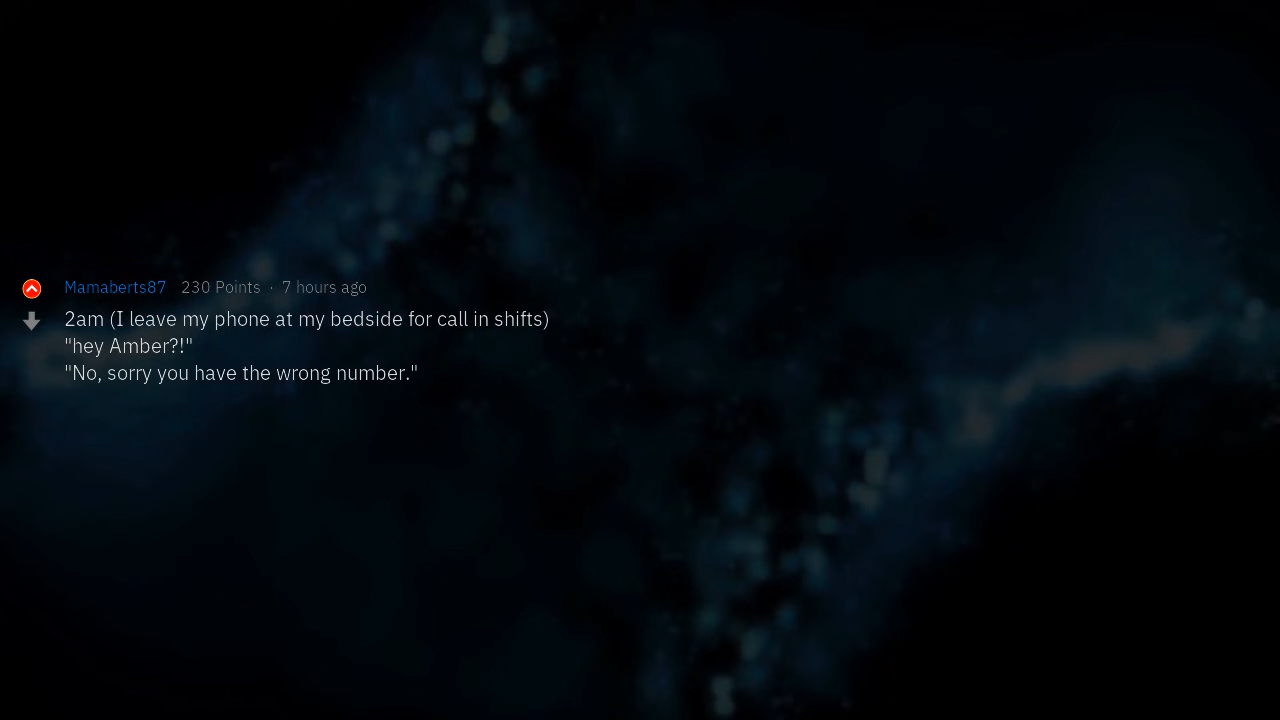 Mamaberts87 230 Points · 7 hours ago
2am (I leave my phone at my bedside for call in shifts)
"hey Amber?!"
"No, sorry you have the wrong number."